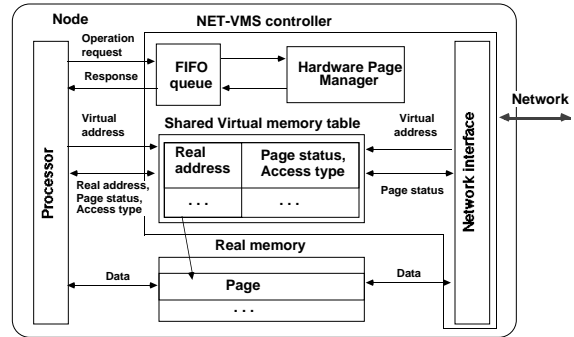 Node
NET-VMS controller
Operation
request
Response
FIFO
queue
Hardware Page
Manager
Network
Virtual
address
Shared Virtual memory table
Virtual
address
Real
address
Page status,
Access type
Real address,
Page status,
Access type
. . .
. . .
Page status
Processor
Network interface
Real memory
Data
Page
Data
. . .